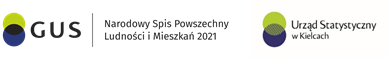 GUS
Narodowy Spis Powszechny
Ludności i Mieszkań 2021
Urząd Statystyczny
w Kielcach